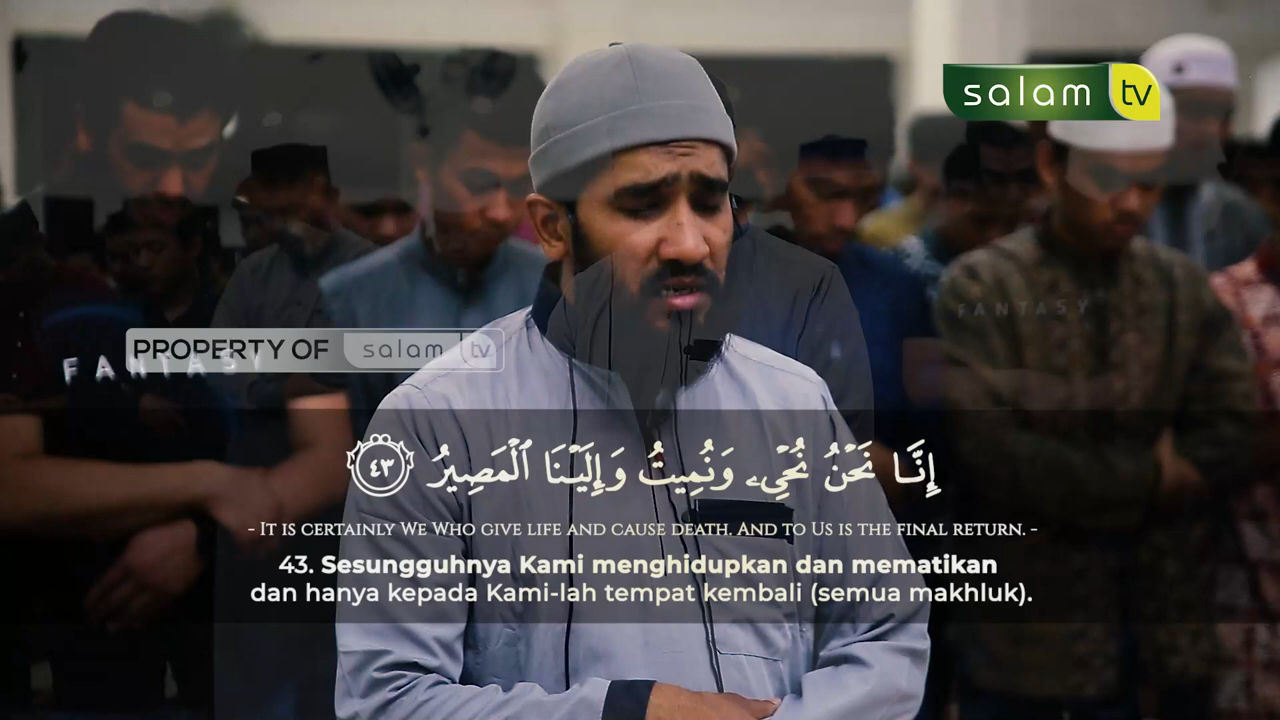 salam tv
PROPERTY OF salam tv
FANTASY
FANTASY
إِنَّا نَحْنُ نُحْيِۦ وَنُمِيتُ وَإِلَيْنَا ٱلْمَصِيرُ ٤٣
- It is certainly We Who give life and cause death. And to Us is the final return. -
43. Sesungguhnya Kami menghidupkan dan mematikan
dan hanya kepada Kami-lah tempat kembali (semua makhluk).